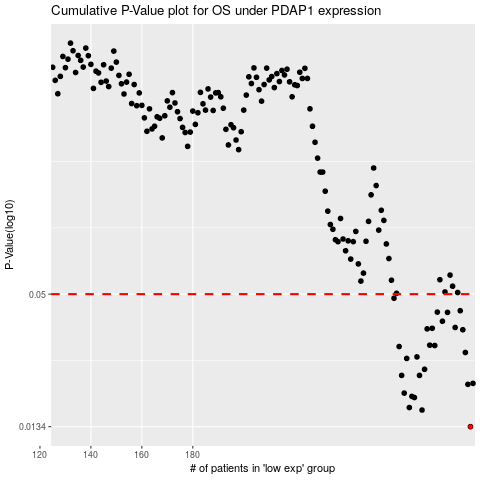 Cumulative P-Value plot for OS under PDAP1 expression
P-Value(log10)
0.05
0.0134
120 140 160 180
# of patients in 'low exp' group